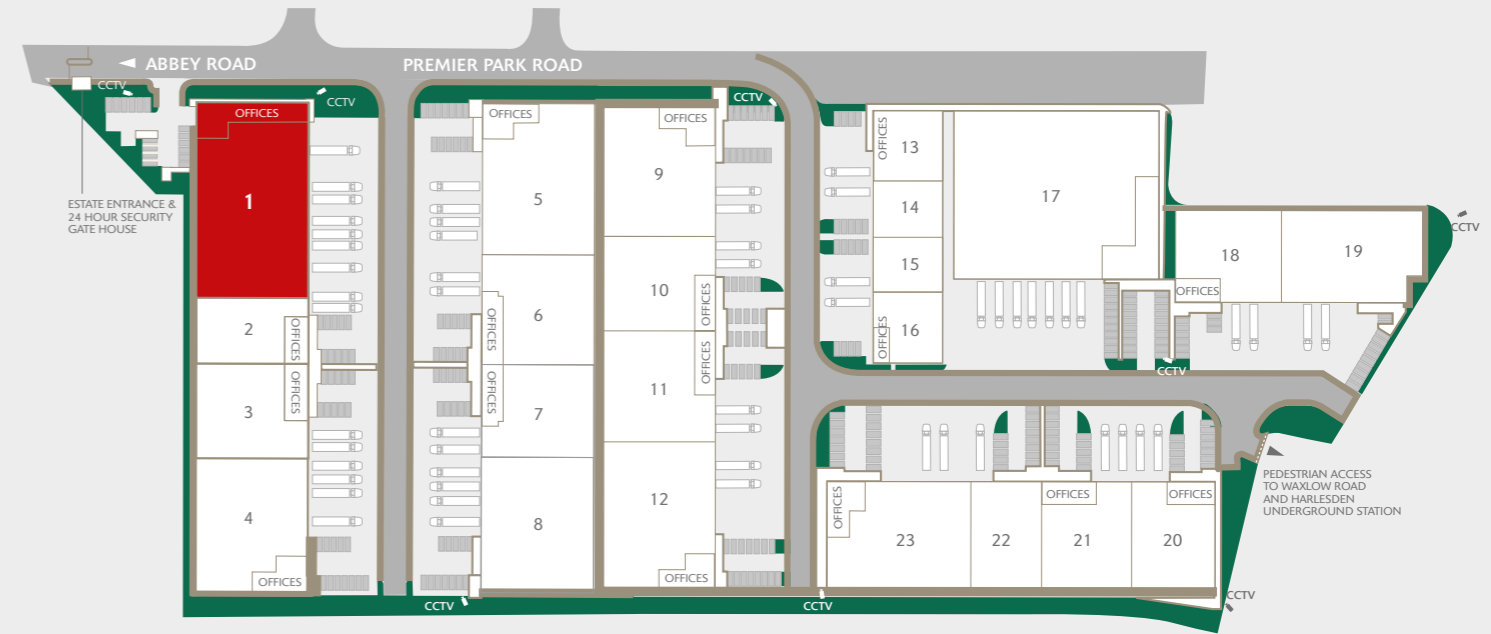 ABBEY ROAD
PREMIER PARK ROAD
CCTV
CCTV
CCTV
OFFICES
OFFICES
OFFICES
OFFICES
13
1
5
9
14
17
ESTATE ENTRANCE &
24 HOUR SECURITY
GATE HOUSE
CCTV
18
19
15
10
OFFICES
OFFICES
2
OFFICES
6
OFFICES
16
OFFICES
3
OFFICES
7
OFFICES
11
OFFICES
CCTV
4
8
12
OFFICES
23
22
OFFICES
21
OFFICES
20
PEDESTRIAN ACCESS
TO WAXLOW ROAD
AND HARLESDEN
UNDERGROUND STATION
OFFICES
OFFICES
CCTV
CCTV
CCTV